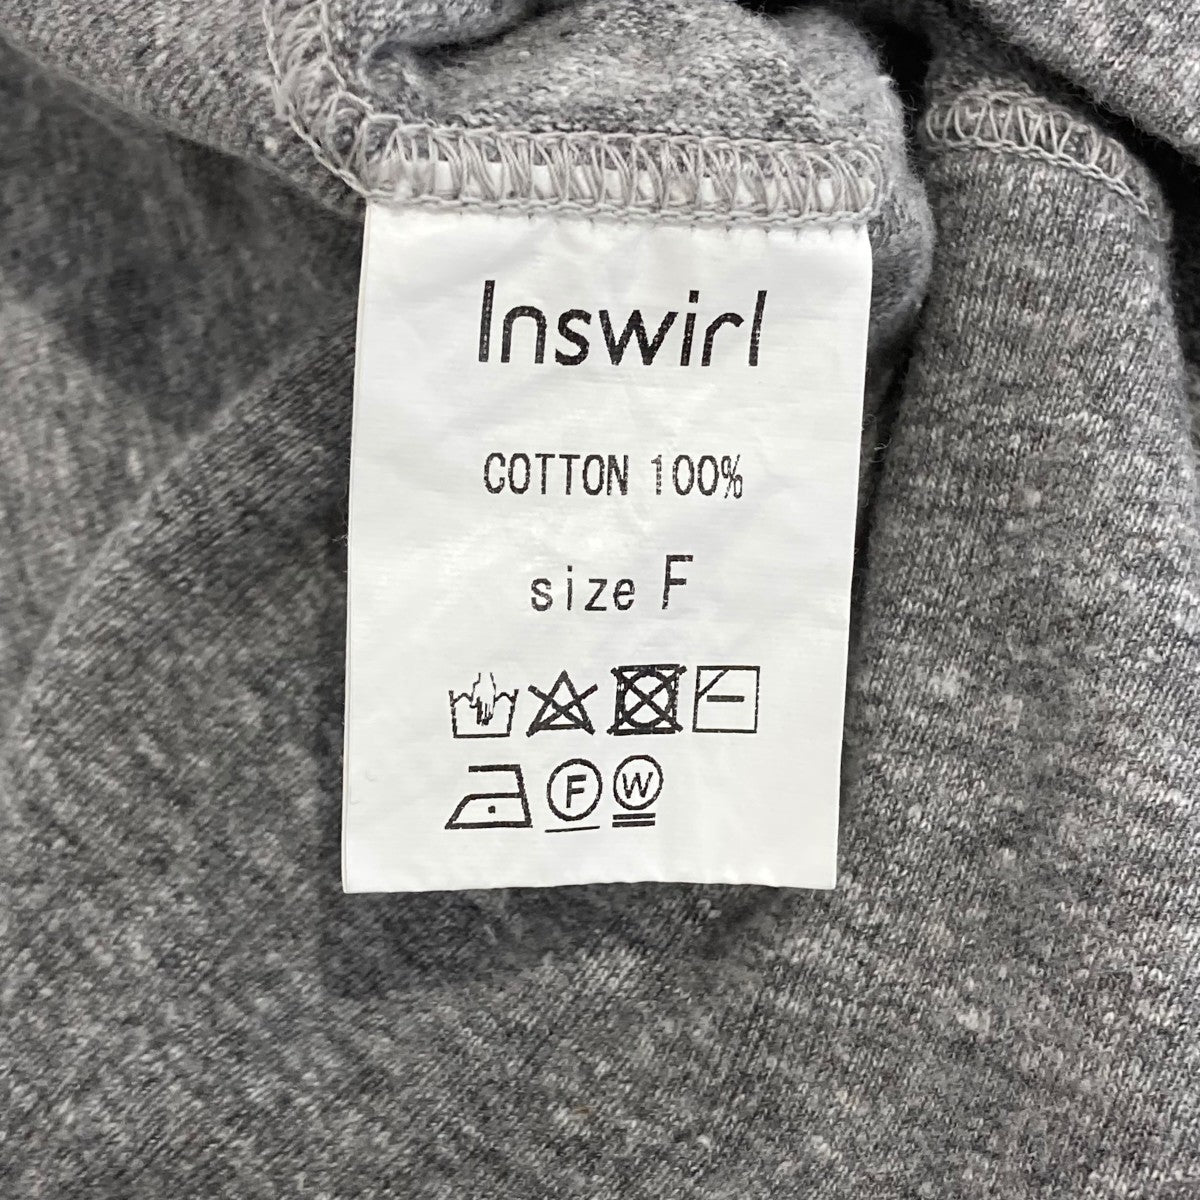 Inswirl
COTTON 100%
size F
F W